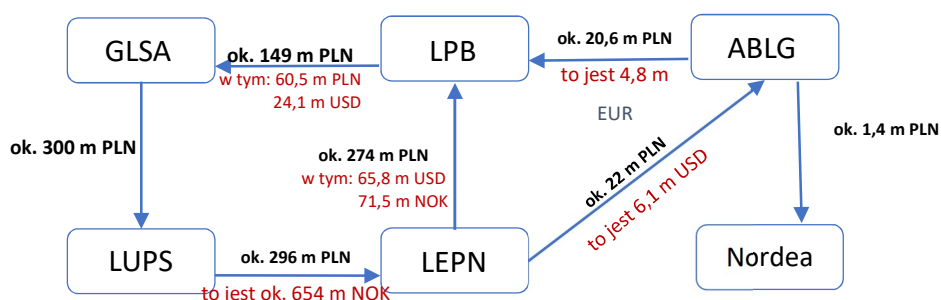 GLSA
ok. 149 m PLN
w tym: 60,5 m PLN
24,1 m USD
LPB
ok. 20,6 m PLN
to jest 4,8 m
EUR
ABLG
ok. 300 m PLN
ok. 274 m PLN
w tym: 65,8 m USD
71,5 m NOK
ok. 22 m PLN
to jest 6,1 m USD
ok. 1,4 m PLN
LUPS
ok. 296 m PLN
to jest ok. 654 m NOK
LEPN
Nordea